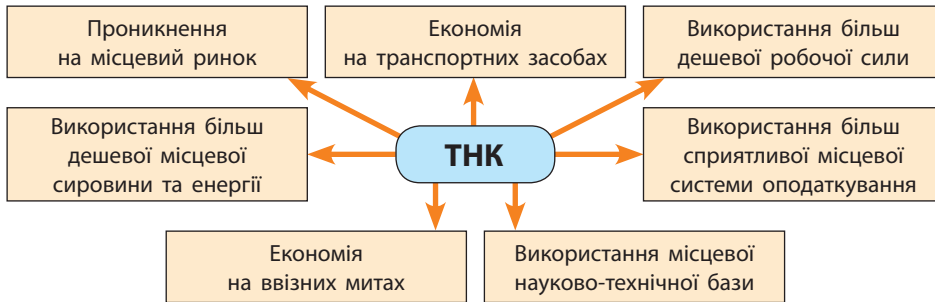 Проникнення
на місцевий ринок
Економія
на транспортних засобах
Використання більш
дешевої робочої сили
Використання більш
дешевої місцевої
сировини та енергії
ТНК
Використання більш
сприятливої місцевої
системи оподаткування
Економія
на ввізних митах
Використання місцевої
науково-технічної бази